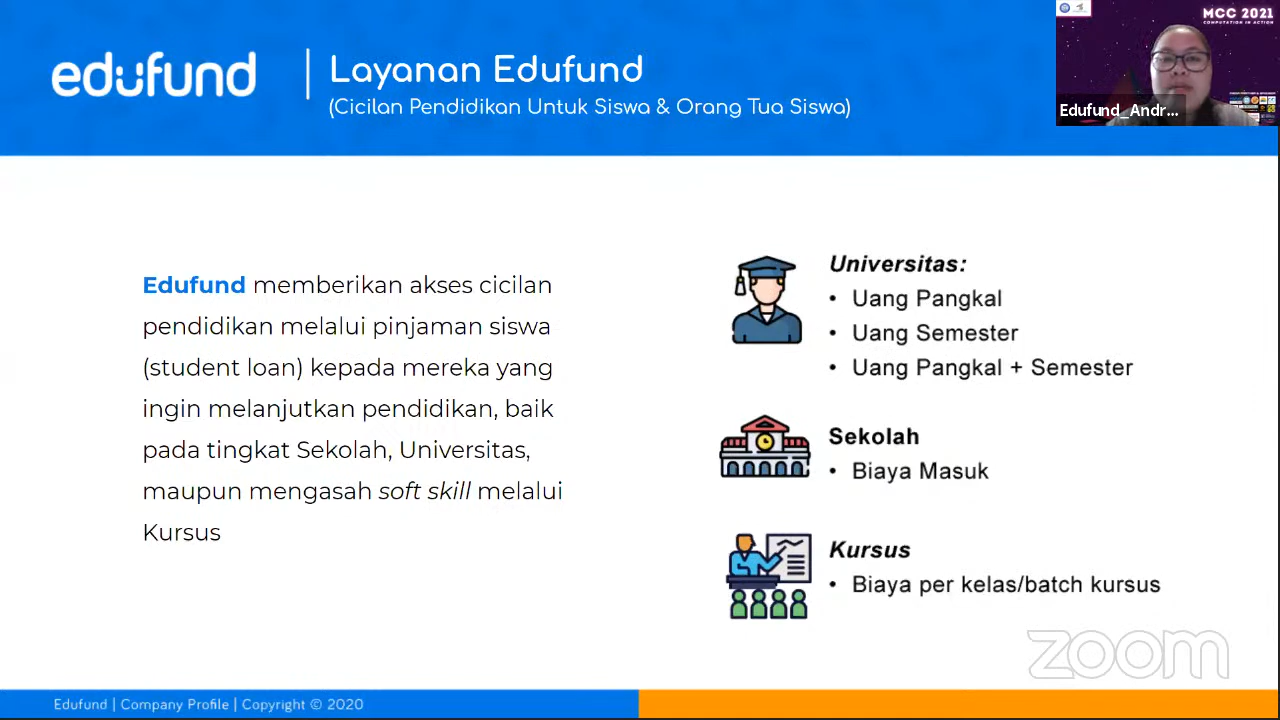 edufund
Layanan Edufund
(Cicilan Pendidikan Untuk Siswa & Orang Tua Siswa)
MCC 2021
COMPUTATION IN ACTION
Edufund_Andr...
Edufund memberikan akses cicilan
pendidikan melalui pinjaman siswa
(student loan) kepada mereka yang
ingin melanjutkan pendidikan, baik
pada tingkat Sekolah, Universitas,
maupun mengasah soft skill melalui
Kursus
Universitas:
• Uang Pangkal
• Uang Semester
• Uang Pangkal + Semester
Sekolah
• Biaya Masuk
Kursus
• Biaya per kelas/batch kursus
zoom
Edufund | Company Profile | Copyright © 2020